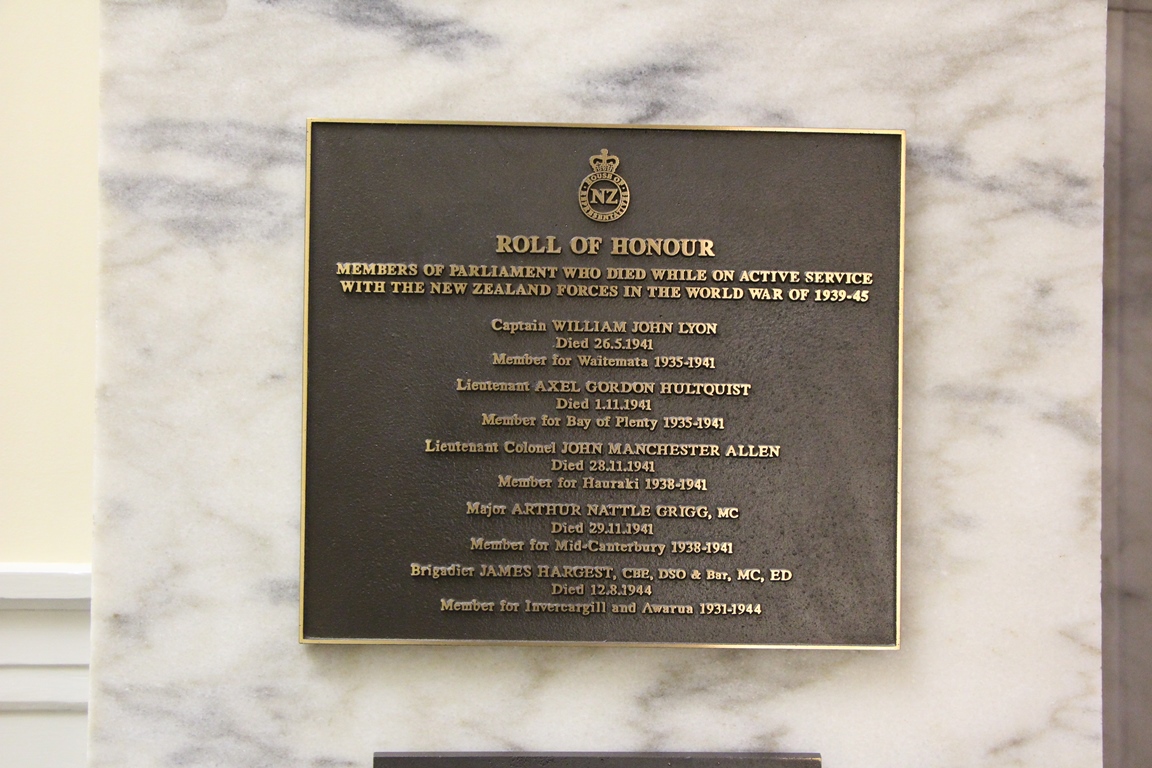 HOUSE OF REPRESENTATIVES
NZ
ROLL OF HONOUR
MEMBERS OF PARLIAMENT WHO DIED WHILE ON ACTIVE SERVICE
WITH THE NEW ZEALAND FORCES IN THE WORLD WAR OF 1939-45
Captain WILLIAM JOHN LYON
Died 26.5.1941
Member for Waitemata 1935-1941
Lieutenant AXEL GORDON HULTQUIST
Died 1.11.1941
Member for Bay of Plenty 1935-1941
Lieutenant Colonel JOHN MANCHESTER ALLEN
Died 28.11.1941
Member for Hauraki 1938-1941
Major ARTHUR NATTLE GRIGG, MC
Died 29.11.1941
Member for Mid-Canterbury 1938-1941
Brigadier JAMES HARGEST, CBE, DSO & Bar, MC, ED
Died 12.8.1944
Member for Invercargill and Awarua 1931-1944